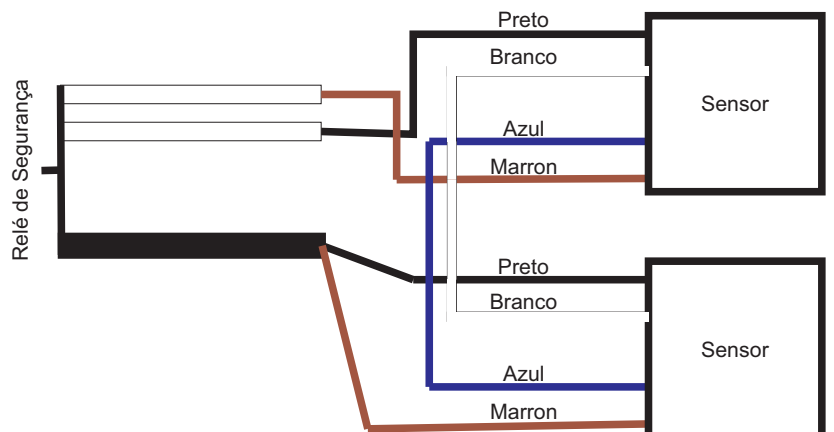 Relé de Segurança
Preto
Branco
Azul
Marron
Sensor
Preto
Branco
Azul
Marron
Sensor